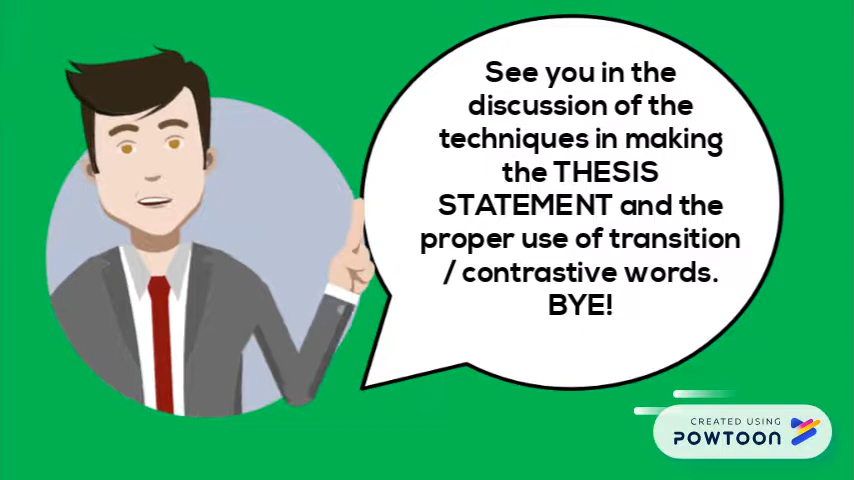 See you in the
discussion of the
techniques in making
the THESIS
STATEMENT and the
proper use of transition
/ contrastive words.
BYE!
CREATED USING
POWTOON